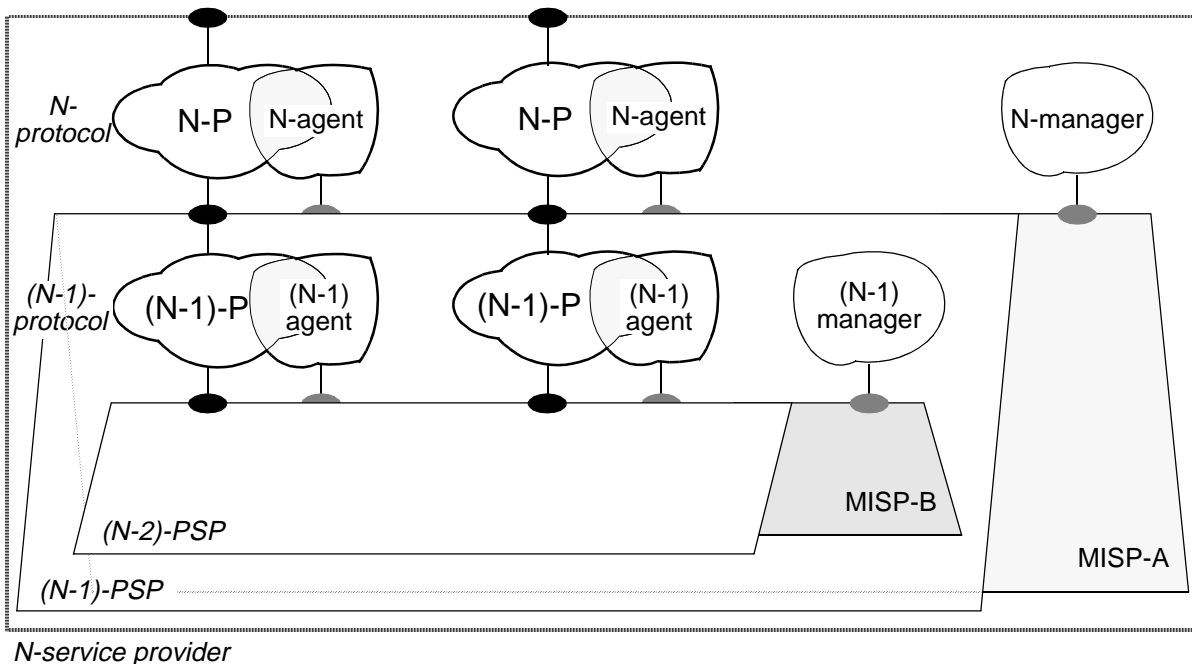 N-
protocol
N-P
N-agent
N-P
N-agent
N-manager
(N-1)-
protocol
(N-1)-P
(N-1)
agent
(N-1)-P
(N-1)
agent
(N-1)
manager
(N-2)-PSP
MISP-B
MISP-A
(N-1)-PSP
N-service provider